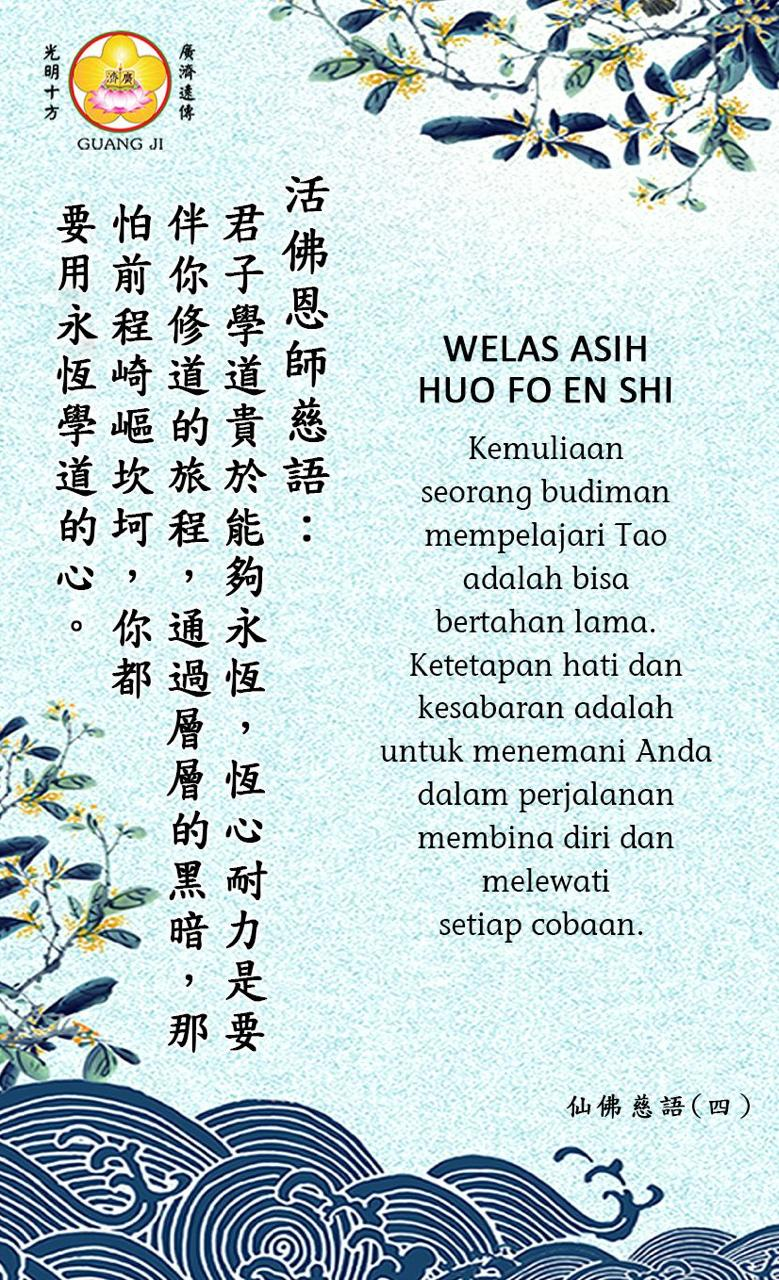 光明十方
廣濟遠傳
廣濟
GUANG JI
活佛恩師慈語：
君子學道貴於能夠永恆，恆心耐力是要
伴你修道的旅程，通過層層的黑暗，那
怕前程崎嶇坎坷，你都
要用永恆學道的心。
WELAS ASIH
HUO FO EN SHI
Kemuliaan
seorang budiman
mempelajari Tao
adalah bisa
bertahan lama.
Ketetapan hati dan
kesabaran adalah
untuk menemani Anda
dalam perjalanan
membina diri dan
melewati
setiap cobaan.
仙佛慈語(四)